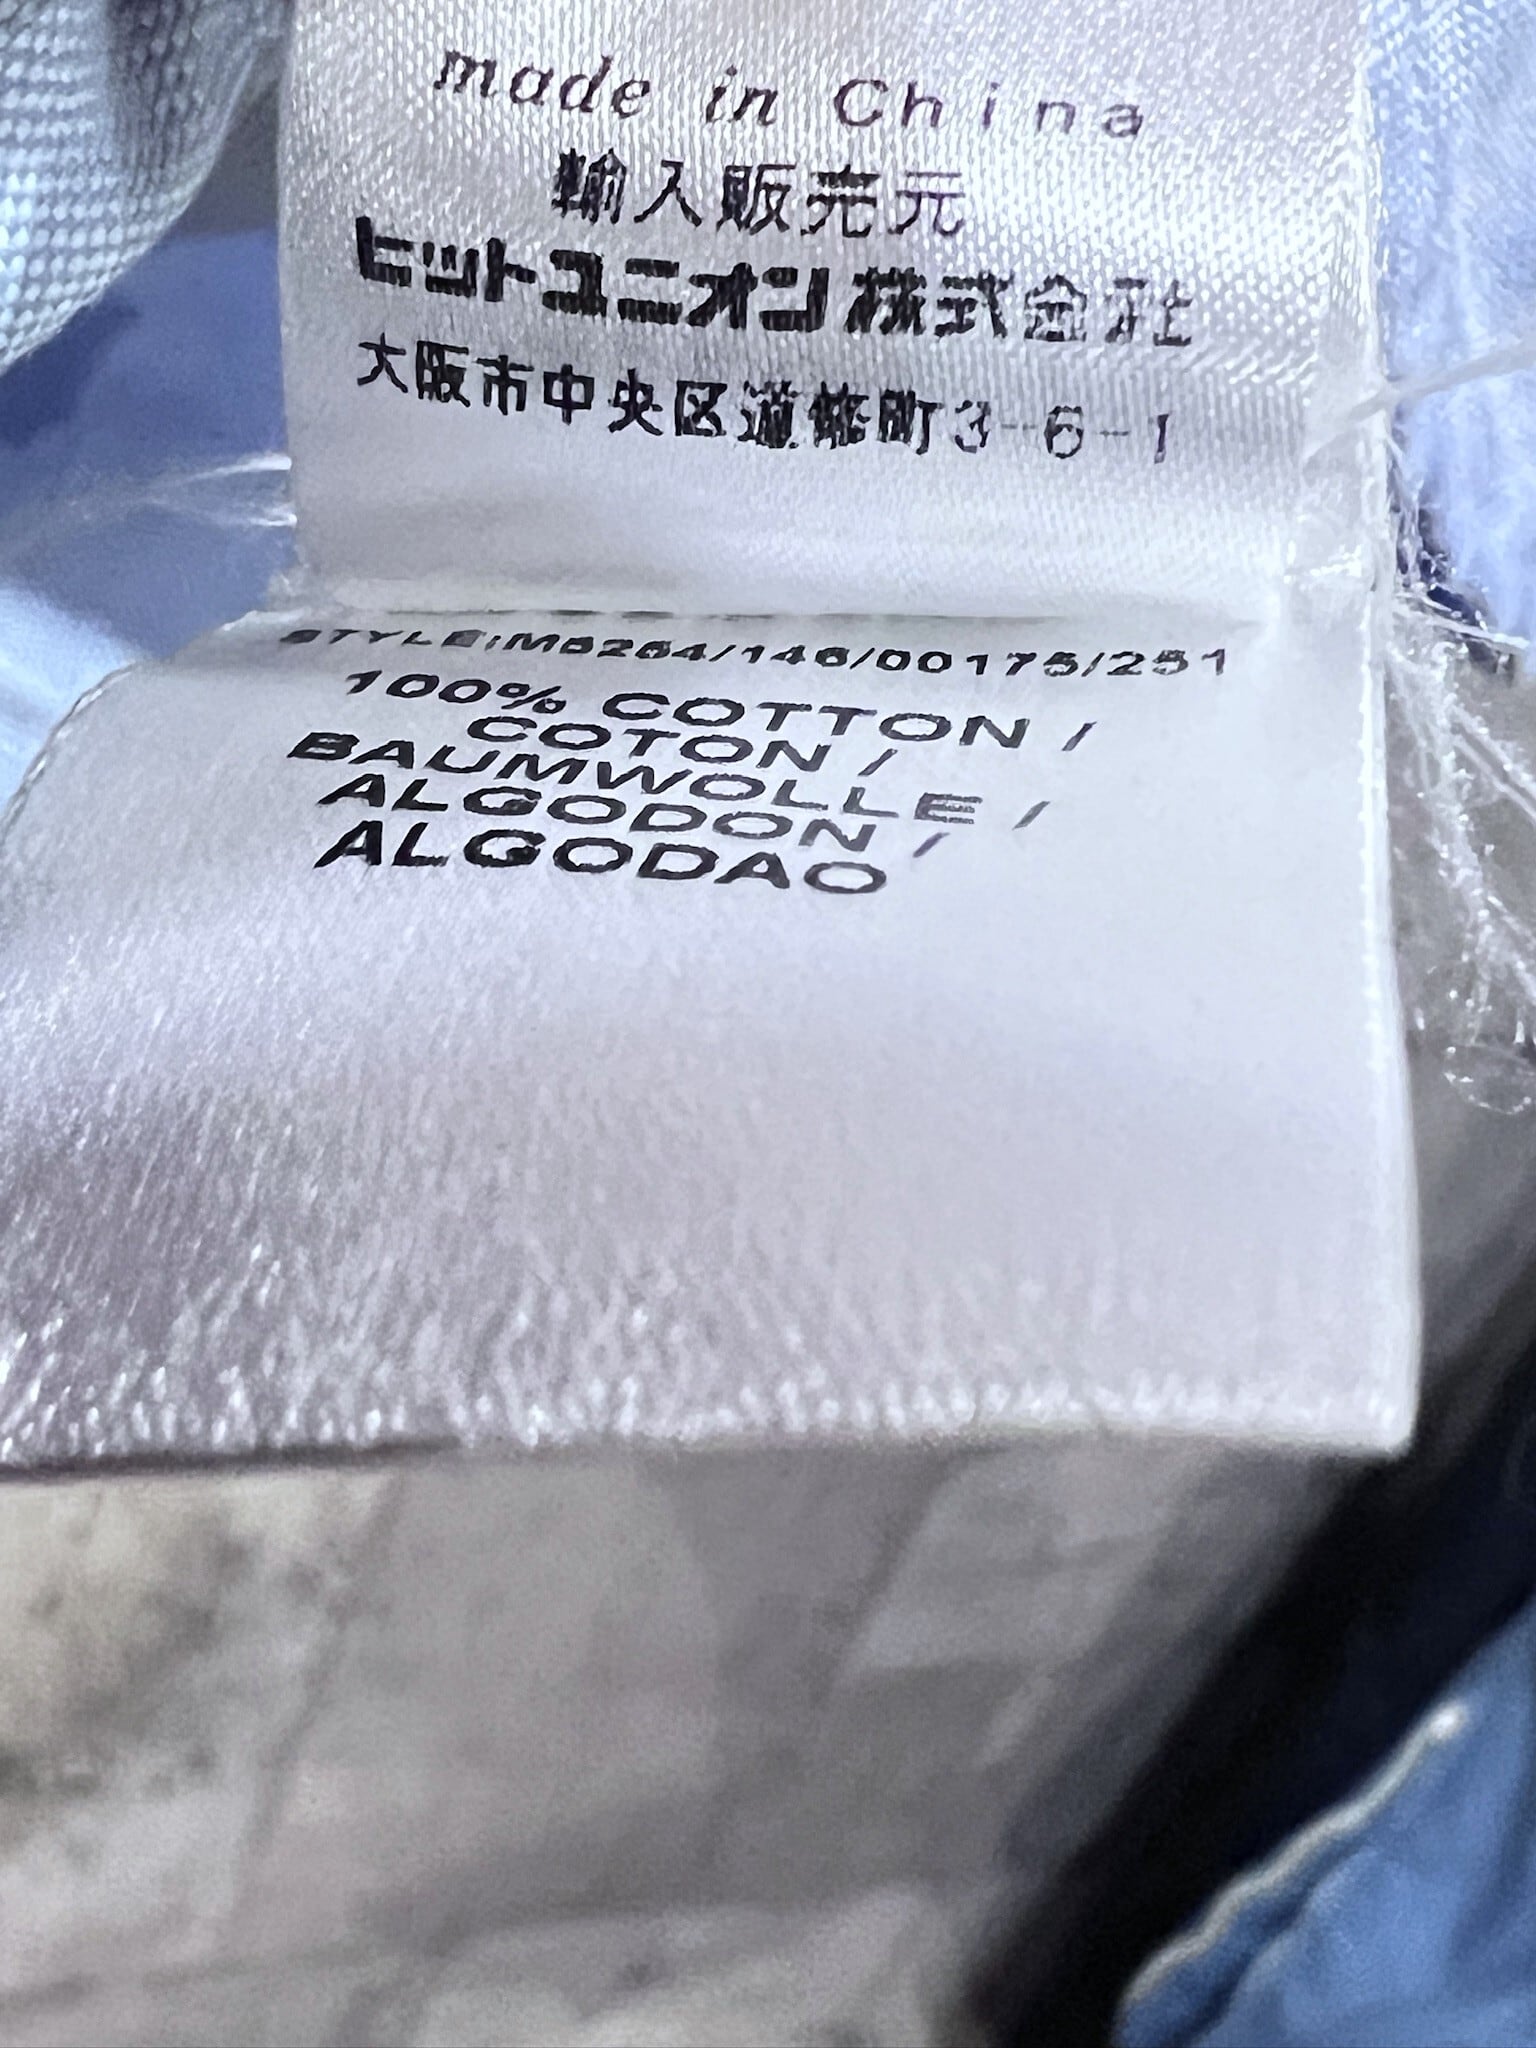 made in China
輸入販売元
ヒットユニオン株式会社
大阪市中央区道修町3-6-1
STYLE:M6264/146/00175/251
100% COTTON /
COTON /
BAUMWOLLE /
ALGODON /
ALGODAO